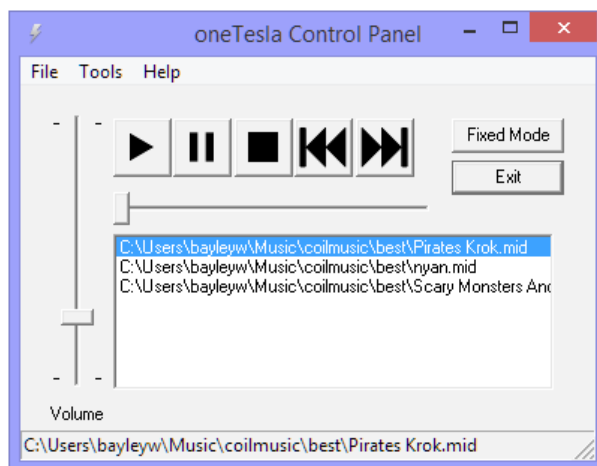 oneTesla Control Panel
File Tools Help
Fixed Mode
Exit
C:\Users\bayleyw\Music\coilmusic\best\Pirates Krok.mid
C:\Users\bayleyw\Music\coilmusic\best\nyan.mid
C:\Users\bayleyw\Music\coilmusic\best\Scary Monsters And
Volume
C:\Users\bayleyw\Music\coilmusic\best\Pirates Krok.mid